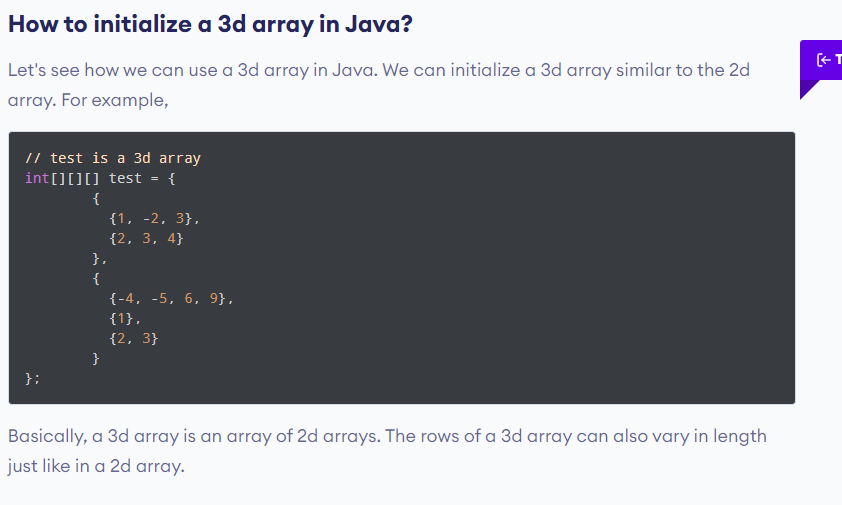 How to initialize a 3d array in Java?
Let's see how we can use a 3d array in Java. We can initialize a 3d array similar to the 2d
array. For example,
// test is a 3d array
int[][][] test = {
        {
          {1, -2, 3},
          {2, 3, 4}
        },
        {
          {-4, -5, 6, 9},
          {1},
          {2, 3}
        }
};
Basically, a 3d array is an array of 2d arrays. The rows of a 3d array can also vary in length
just like in a 2d array.